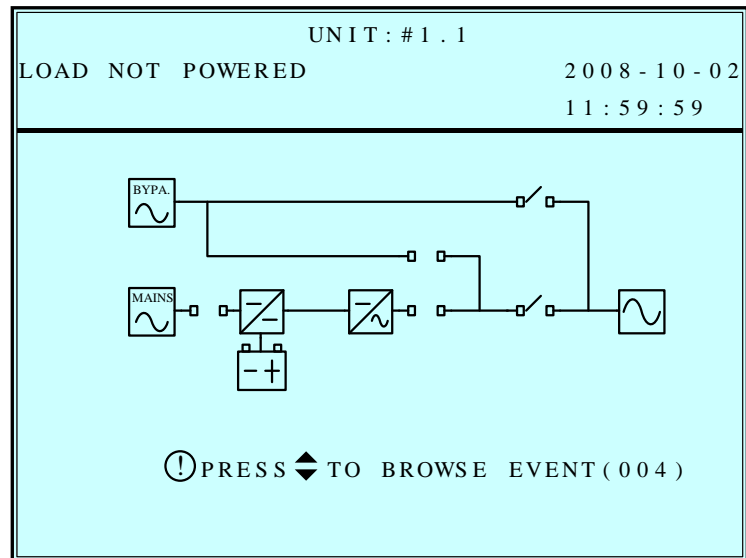 UNIT:#1.1
LOAD NOT POWERED 2008-10-02
11:59:59
BYPA.
MAINS
PRESS TO BROWSE EVENT(004)